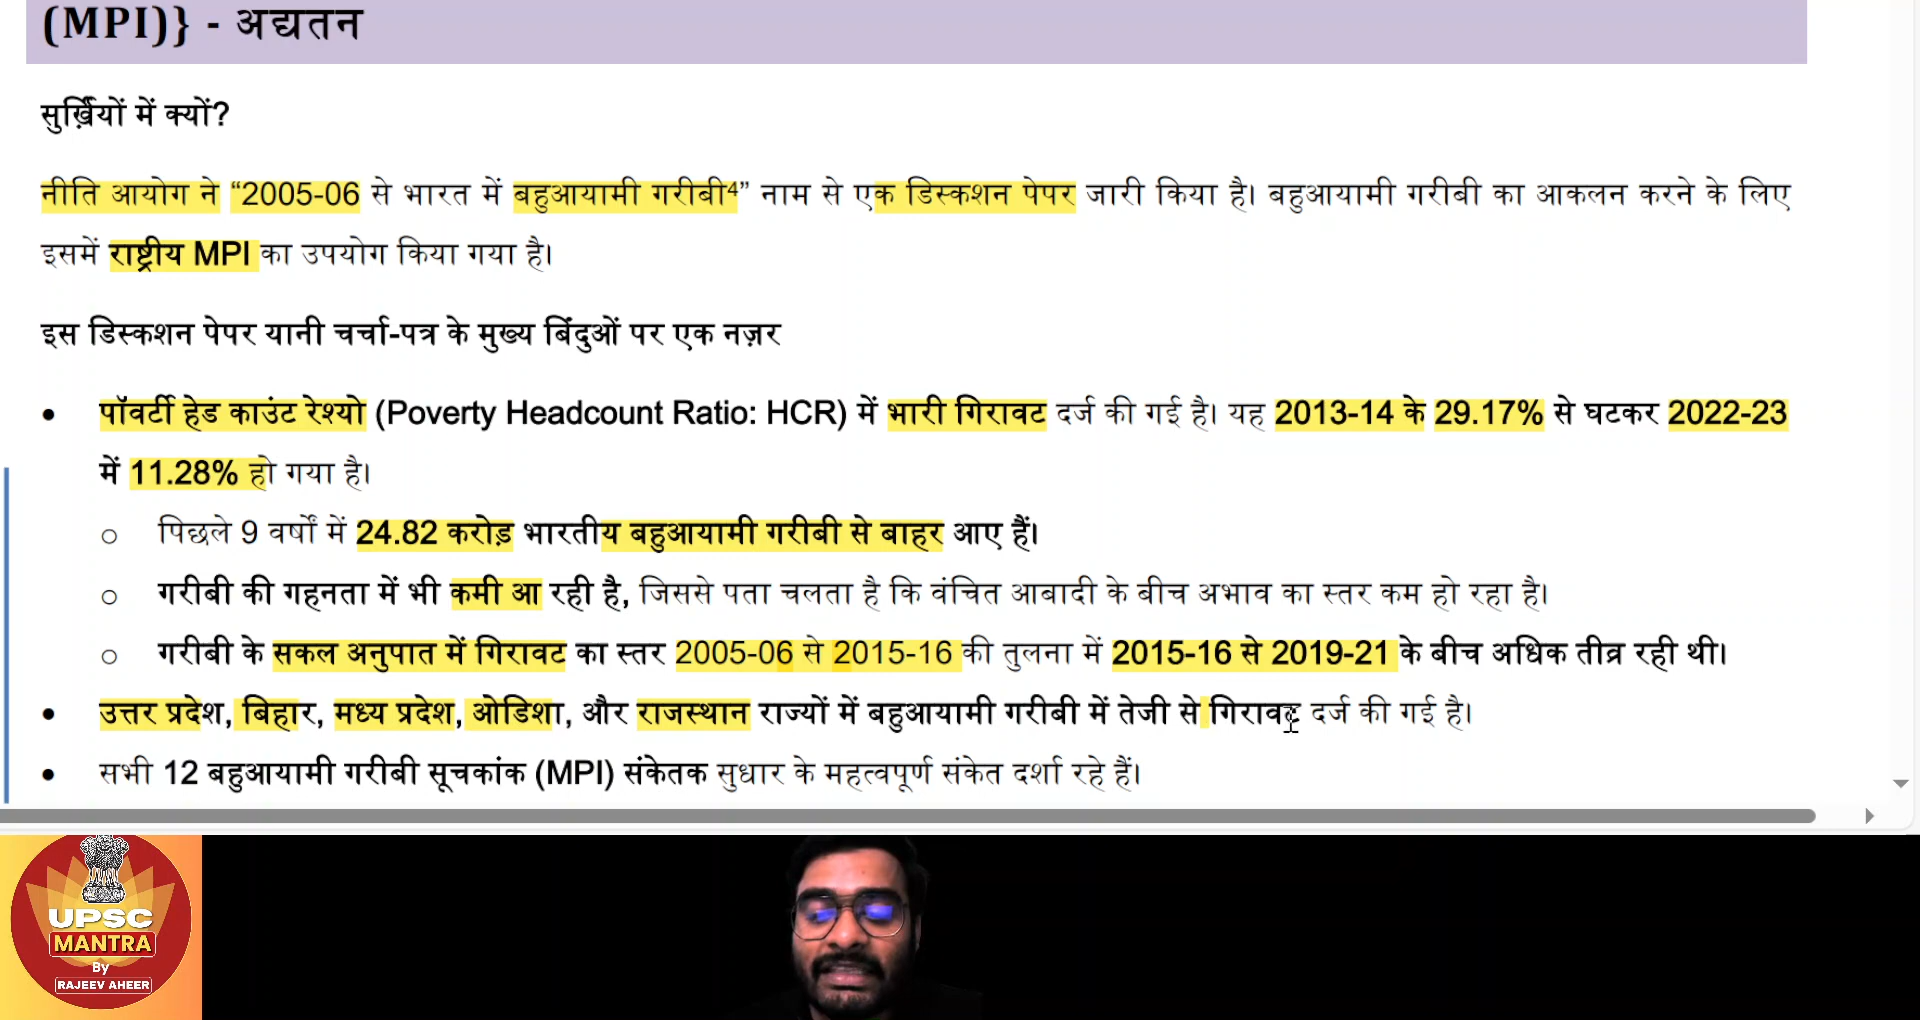 (MPI)} - अद्यतन
सुर्ख़ियों में क्यों?
नीति आयोग ने “2005-06 से भारत में बहुआयामी गरीबी⁴” नाम से एक डिस्कशन पेपर जारी किया है। बहुआयामी गरीबी का आकलन करने के लिए
इसमें राष्ट्रीय MPI का उपयोग किया गया है।
इस डिस्कशन पेपर यानी चर्चा-पत्र के मुख्य बिंदुओं पर एक नज़र
• पॉवर्टी हेड काउंट रेश्यो (Poverty Headcount Ratio: HCR) में भारी गिरावट दर्ज की गई है। यह 2013-14 के 29.17% से घटकर 2022-23
में 11.28% हो गया है।
○ पिछले 9 वर्षों में 24.82 करोड़ भारतीय बहुआयामी गरीबी से बाहर आए हैं।
○ गरीबी की गहनता में भी कमी आ रही है, जिससे पता चलता है कि वंचित आबादी के बीच अभाव का स्तर कम हो रहा है।
○ गरीबी के सकल अनुपात में गिरावट का स्तर 2005-06 से 2015-16 की तुलना में 2015-16 से 2019-21 के बीच अधिक तीव्र रही थी।
• उत्तर प्रदेश, बिहार, मध्य प्रदेश, ओडिशा, और राजस्थान राज्यों में बहुआयामी गरीबी में तेजी से गिरावट दर्ज की गई है।
• सभी 12 बहुआयामी गरीबी सूचकांक (MPI) संकेतक सुधार के महत्वपूर्ण संकेत दर्शा रहे हैं।
UPSC
MANTRA
By
RAJEEV AHEER